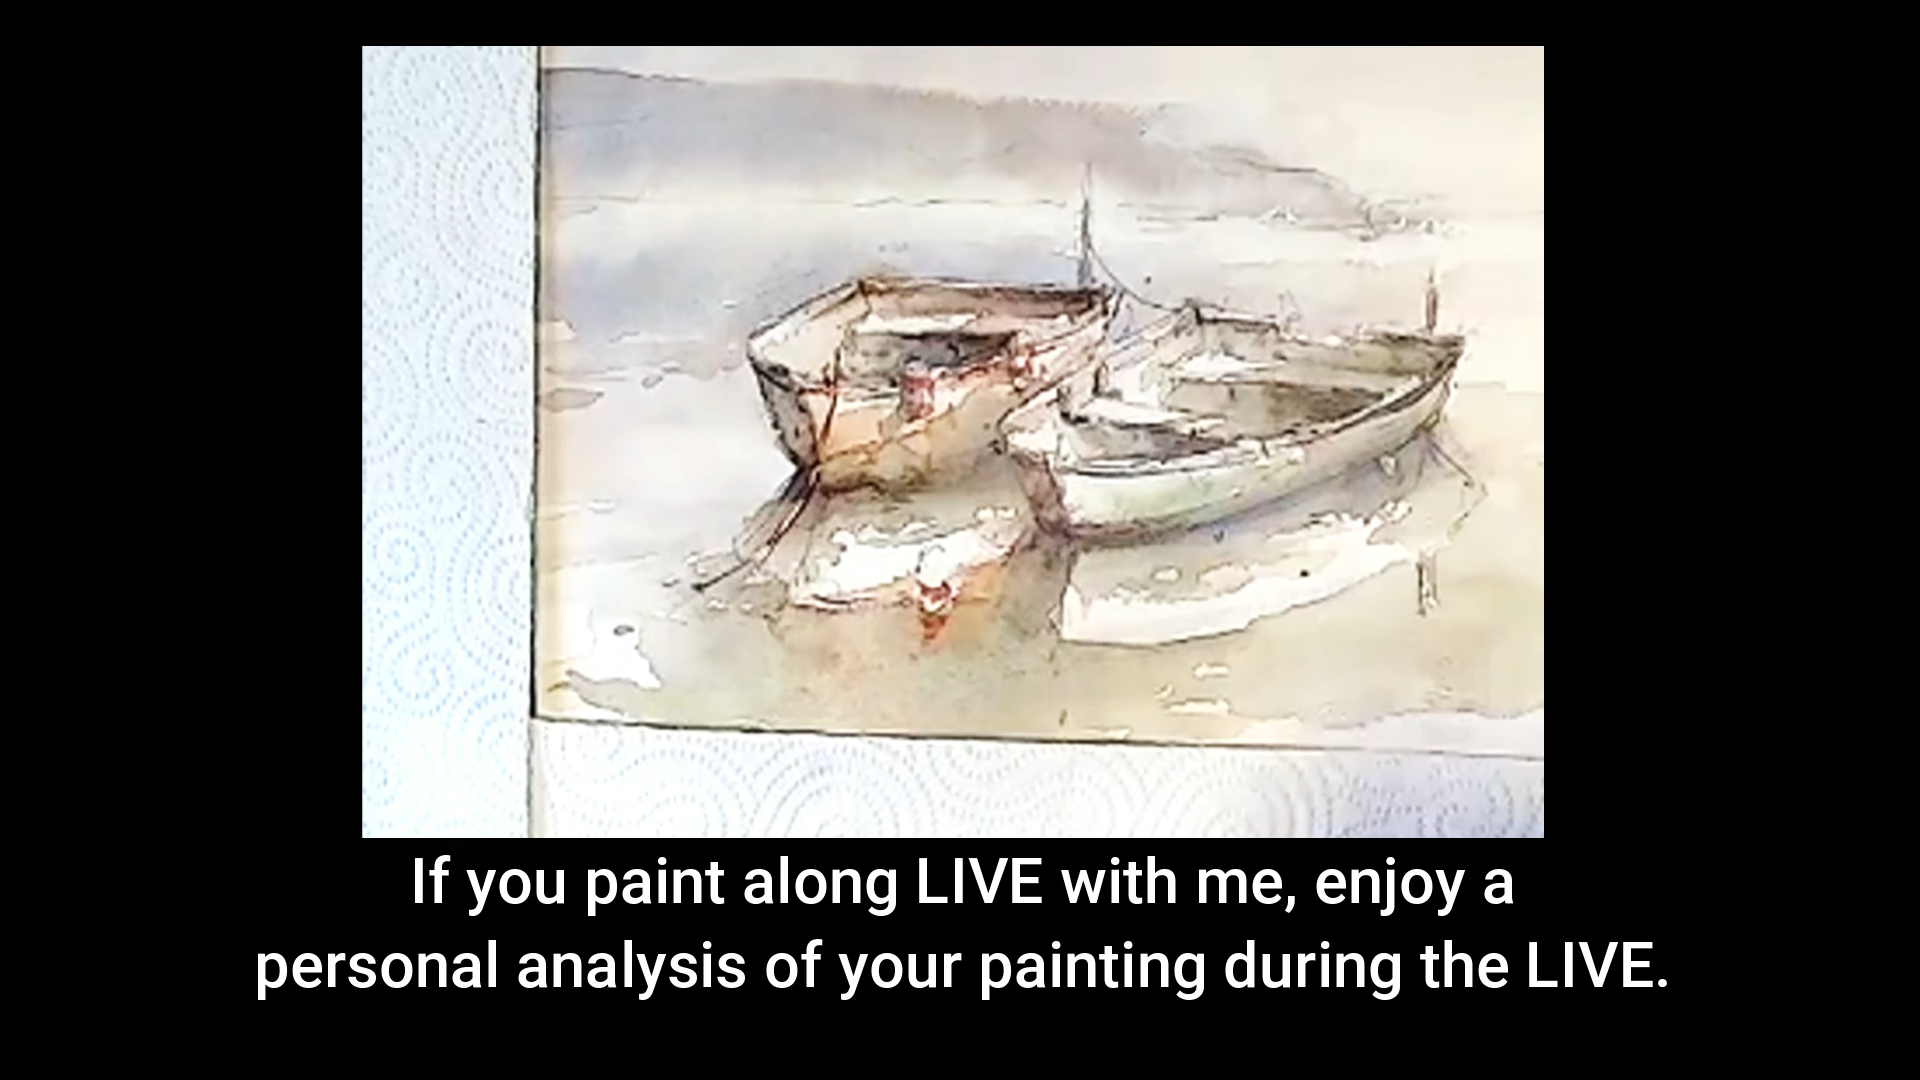 If you paint along LIVE with me, enjoy a
personal analysis of your painting during the LIVE.